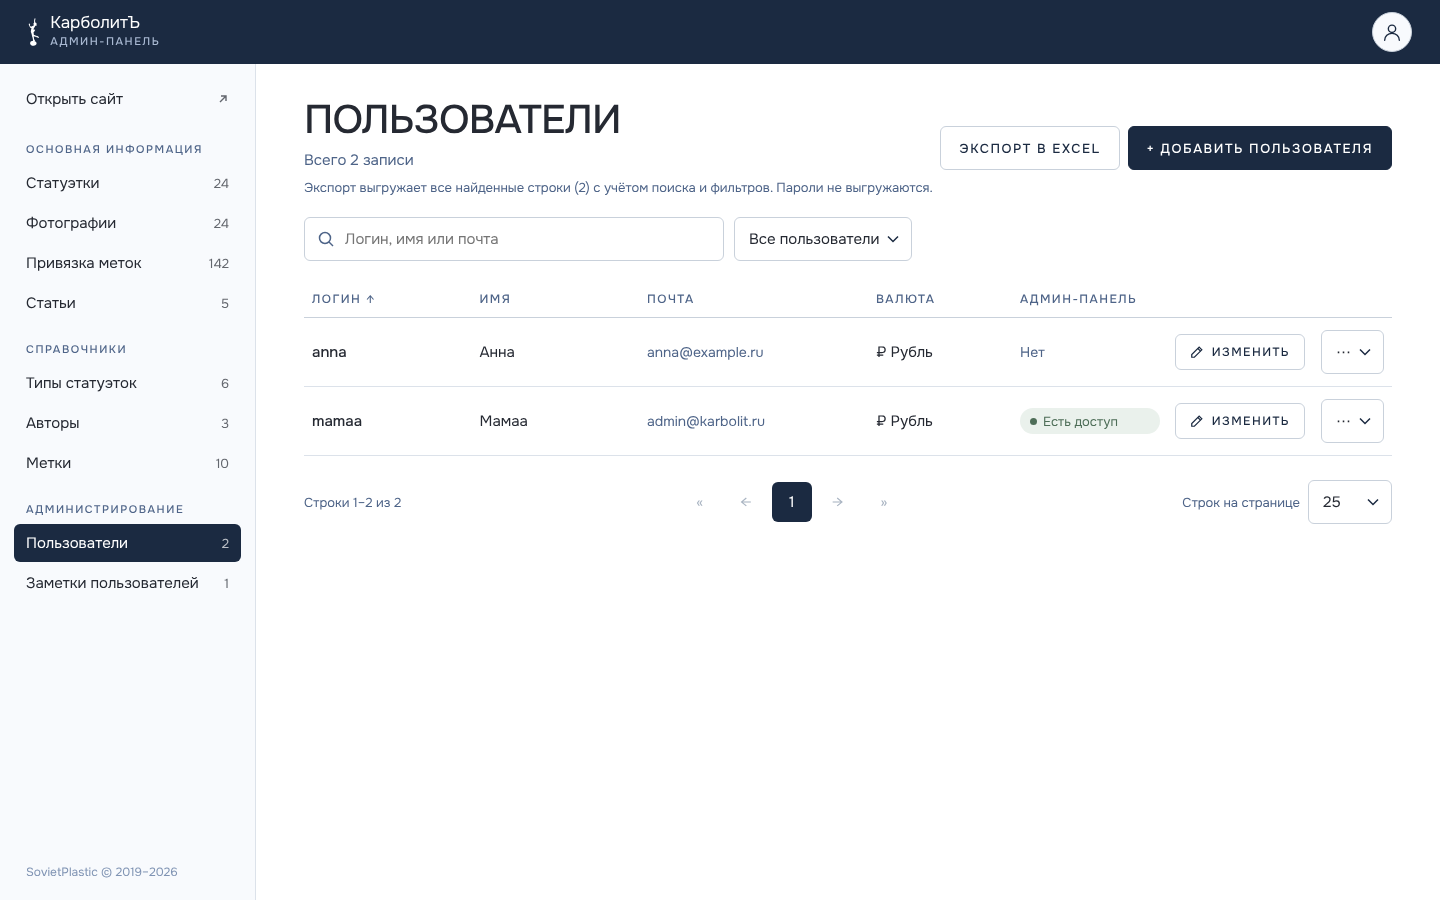 КарболитЪ
АДМИН-ПАНЕЛЬ
Открыть сайт
ОСНОВНАЯ ИНФОРМАЦИЯ
Статуэтки 24
Фотографии 24
Привязка меток 142
Статьи 5
СПРАВОЧНИКИ
Типы статуэток 6
Авторы 3
Метки 10
АДМИНИСТРИРОВАНИЕ
Пользователи 2
Заметки пользователей 1
SovietPlastic © 2019–2026
ПОЛЬЗОВАТЕЛИ
Всего 2 записи
Экспорт выгружает все найденные строки (2) с учётом поиска и фильтров. Пароли не выгружаются.
ЭКСПОРТ В EXCEL
+ ДОБАВИТЬ ПОЛЬЗОВАТЕЛЯ
Логин, имя или почта
Все пользователи
ЛОГИН ↑ ИМЯ ПОЧТА ВАЛЮТА АДМИН-ПАНЕЛЬ
anna Анна anna@example.ru ₽ Рубль Нет ИЗМЕНИТЬ ···
mamaa Мамаа admin@karbolit.ru ₽ Рубль Есть доступ ИЗМЕНИТЬ ···
Строки 1–2 из 2 « ← 1 → » Строк на странице 25